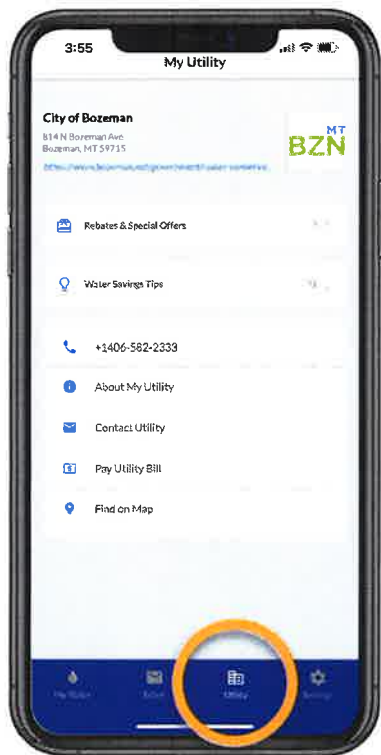 3:55
My Utility
City of Bozeman
814 N Bozeman Ave
Bozeman, MT 59715
MT
BZN
Rebates & Special Offers
Water Savings Tips
+1406-582-2333
About My Utility
Contact Utility
Pay Utility Bill
Find on Map
Utility